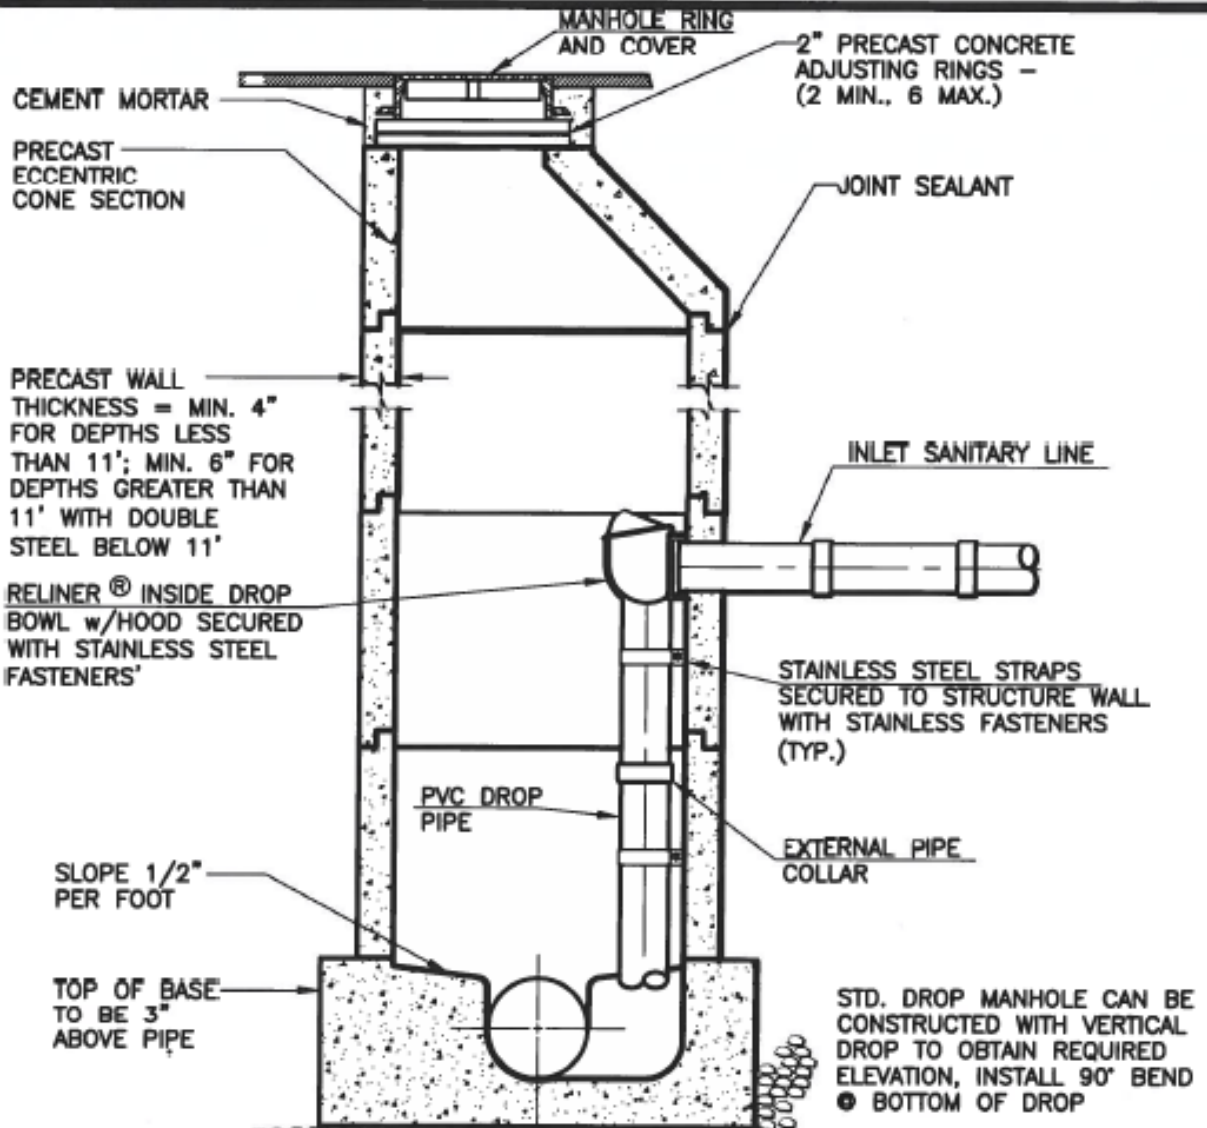 MANHOLE RING
AND COVER
2" PRECAST CONCRETE
ADJUSTING RINGS –
(2 MIN., 6 MAX.)
CEMENT MORTAR
PRECAST
ECCENTRIC
CONE SECTION
JOINT SEALANT
PRECAST WALL
THICKNESS = MIN. 4"
FOR DEPTHS LESS
THAN 11'; MIN. 6" FOR
DEPTHS GREATER THAN
11' WITH DOUBLE
STEEL BELOW 11'
INLET SANITARY LINE
RELINER ® INSIDE DROP
BOWL w/HOOD SECURED
WITH STAINLESS STEEL
FASTENERS'
STAINLESS STEEL STRAPS
SECURED TO STRUCTURE WALL
WITH STAINLESS FASTENERS
(TYP.)
PVC DROP
PIPE
EXTERNAL PIPE
COLLAR
SLOPE 1/2"
PER FOOT
TOP OF BASE
TO BE 3"
ABOVE PIPE
STD. DROP MANHOLE CAN BE
CONSTRUCTED WITH VERTICAL
DROP TO OBTAIN REQUIRED
ELEVATION, INSTALL 90° BEND
@ BOTTOM OF DROP